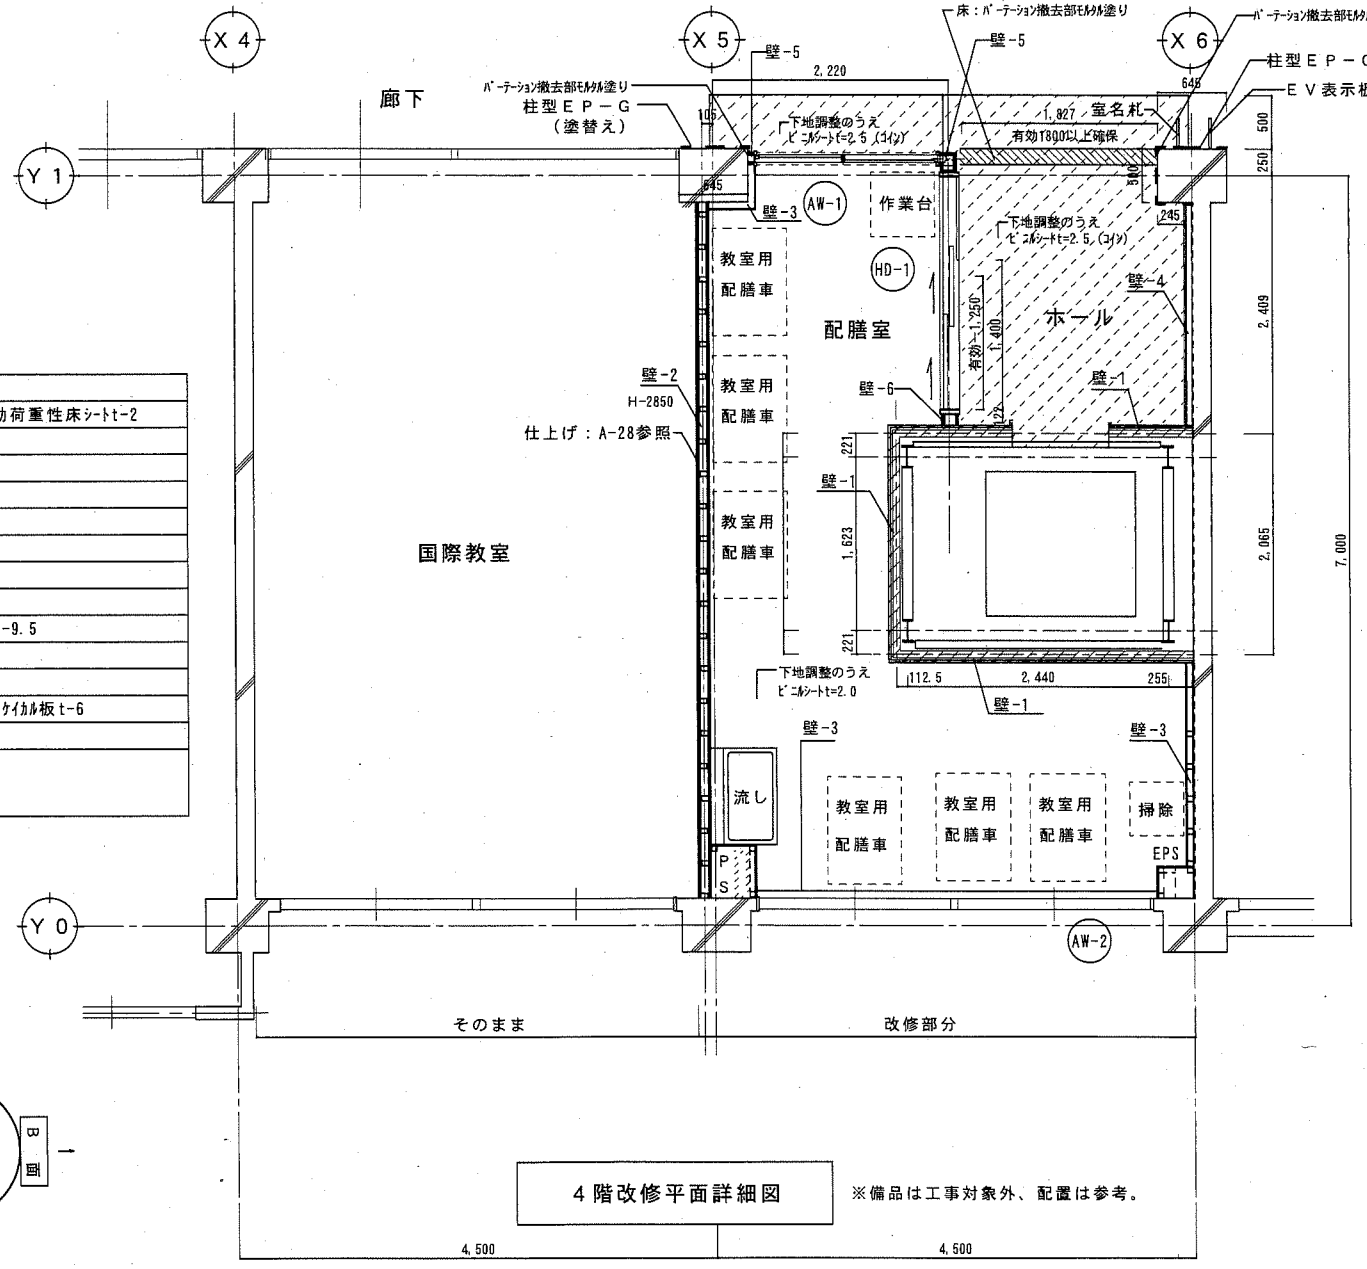 床：パーテーション撤去部モルタル塗り
X 4
X 5
X 6
壁-5
壁-5
パーテーション撤去部モルタル
2,220
柱型ＥＰ－Ｇ
ＥＶ表示板
645
廊下
パーテーション撤去部モルタル塗り
柱型ＥＰ－Ｇ
(塗替え)
105
下地調整のうえ
ビニルシートt=2.5 (コイン)
1,827
室名札
有効1800以上確保
500
250
Y 1
645
壁-3
AW-1
作業台
500
245
下地調整のうえ
ビニルシートt=2.5 (コイン)
教室用
配膳車
HD-1
壁-4
配膳室
ホール
有効-1,250
1,400
2,409
壁-2
H-2850
教室用
配膳車
壁-6
壁-1
122
動荷重性床シートt-2
仕上げ：A-28参照
221
壁-1
教室用
配膳車
国際教室
1,623
2,065
7,000
-9.5
221
下地調整のうえ
ビニルシートt=2.0
112.5
2,440
255
壁-1
ケイカル板t-6
壁-3
壁-3
流し
教室用
配膳車
教室用
配膳車
教室用
配膳車
掃除
EPS
P
S
Y 0
AW-2
そのまま
改修部分
B面
→
4階改修平面詳細図
※備品は工事対象外、配置は参考。
4,500
4,500